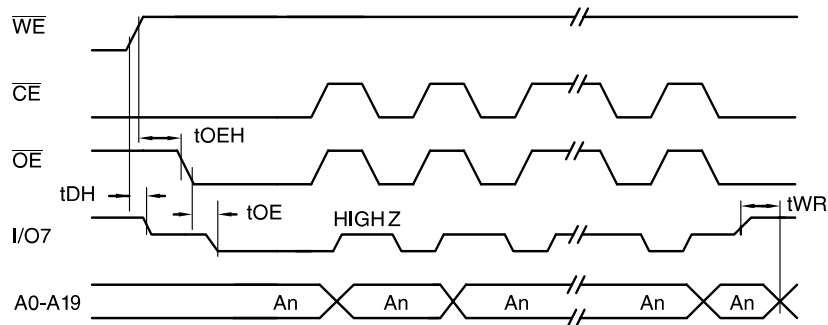 WE
CE
tOEH
OE
tDH
tOE
tWR
I/O7
HIGH Z
A0-A19
An
An
An
An
An